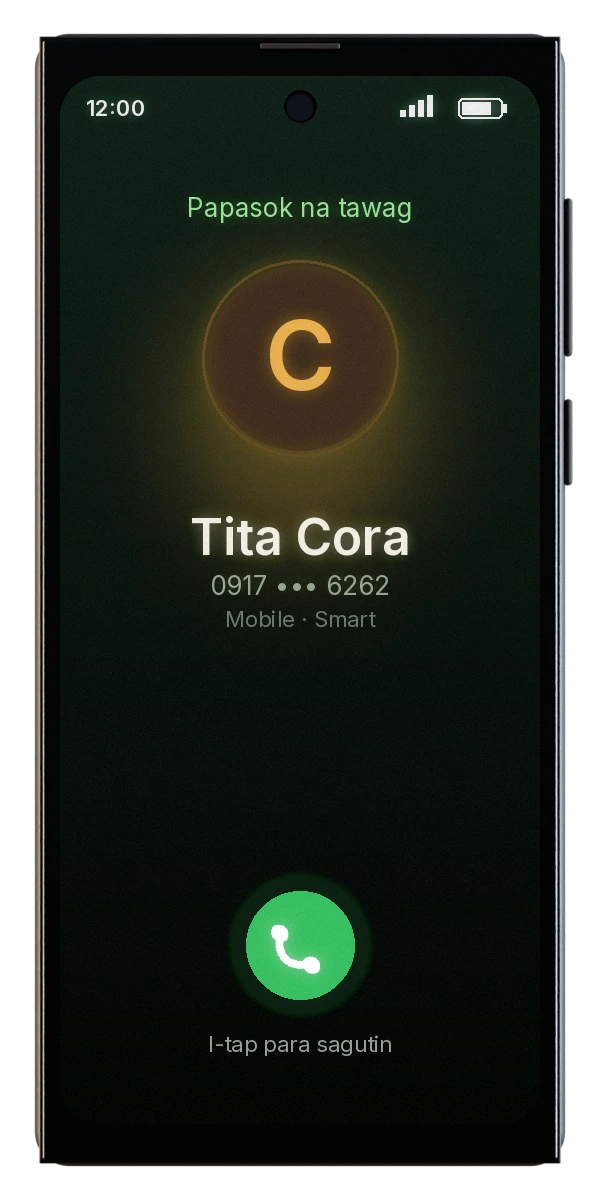 12:00
Papasok na tawag
C
Tita Cora
0917 ••• 6262
Mobile · Smart
I-tap para sagutin